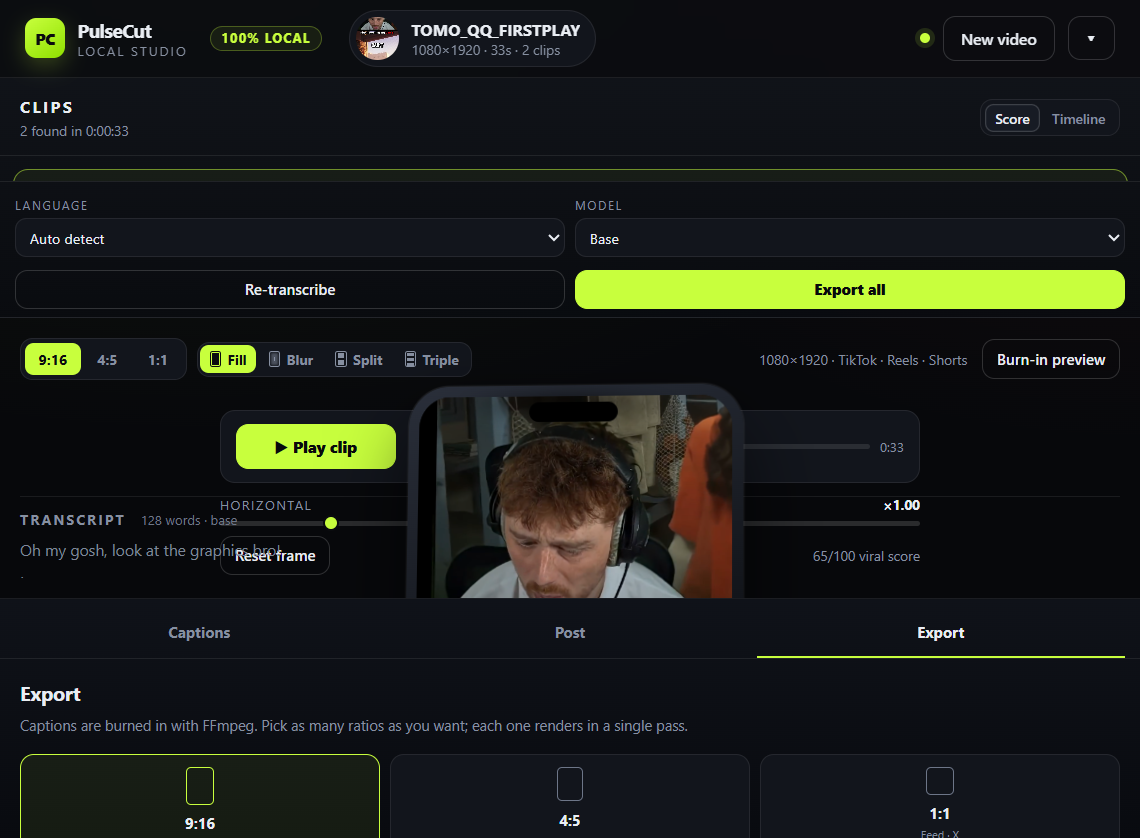 PC
PulseCut
LOCAL STUDIO
100% LOCAL
TOMO_QQ_FIRSTPLAY
1080×1920 · 33s · 2 clips
New video
CLIPS
2 found in 0:00:33
Score
Timeline
LANGUAGE
MODEL
Auto detect
Base
Re-transcribe
Export all
9:16
4:5
1:1
Fill
Blur
Split
Triple
1080×1920 · TikTok · Reels · Shorts
Burn-in preview
Play clip
0:33
HORIZONTAL
×1.00
TRANSCRIPT
128 words · base
Oh my gosh, look at the graphics bro!
.
Reset frame
65/100 viral score
Captions
Post
Export
Export
Captions are burned in with FFmpeg. Pick as many ratios as you want; each one renders in a single pass.
9:16
4:5
1:1
Feed · X